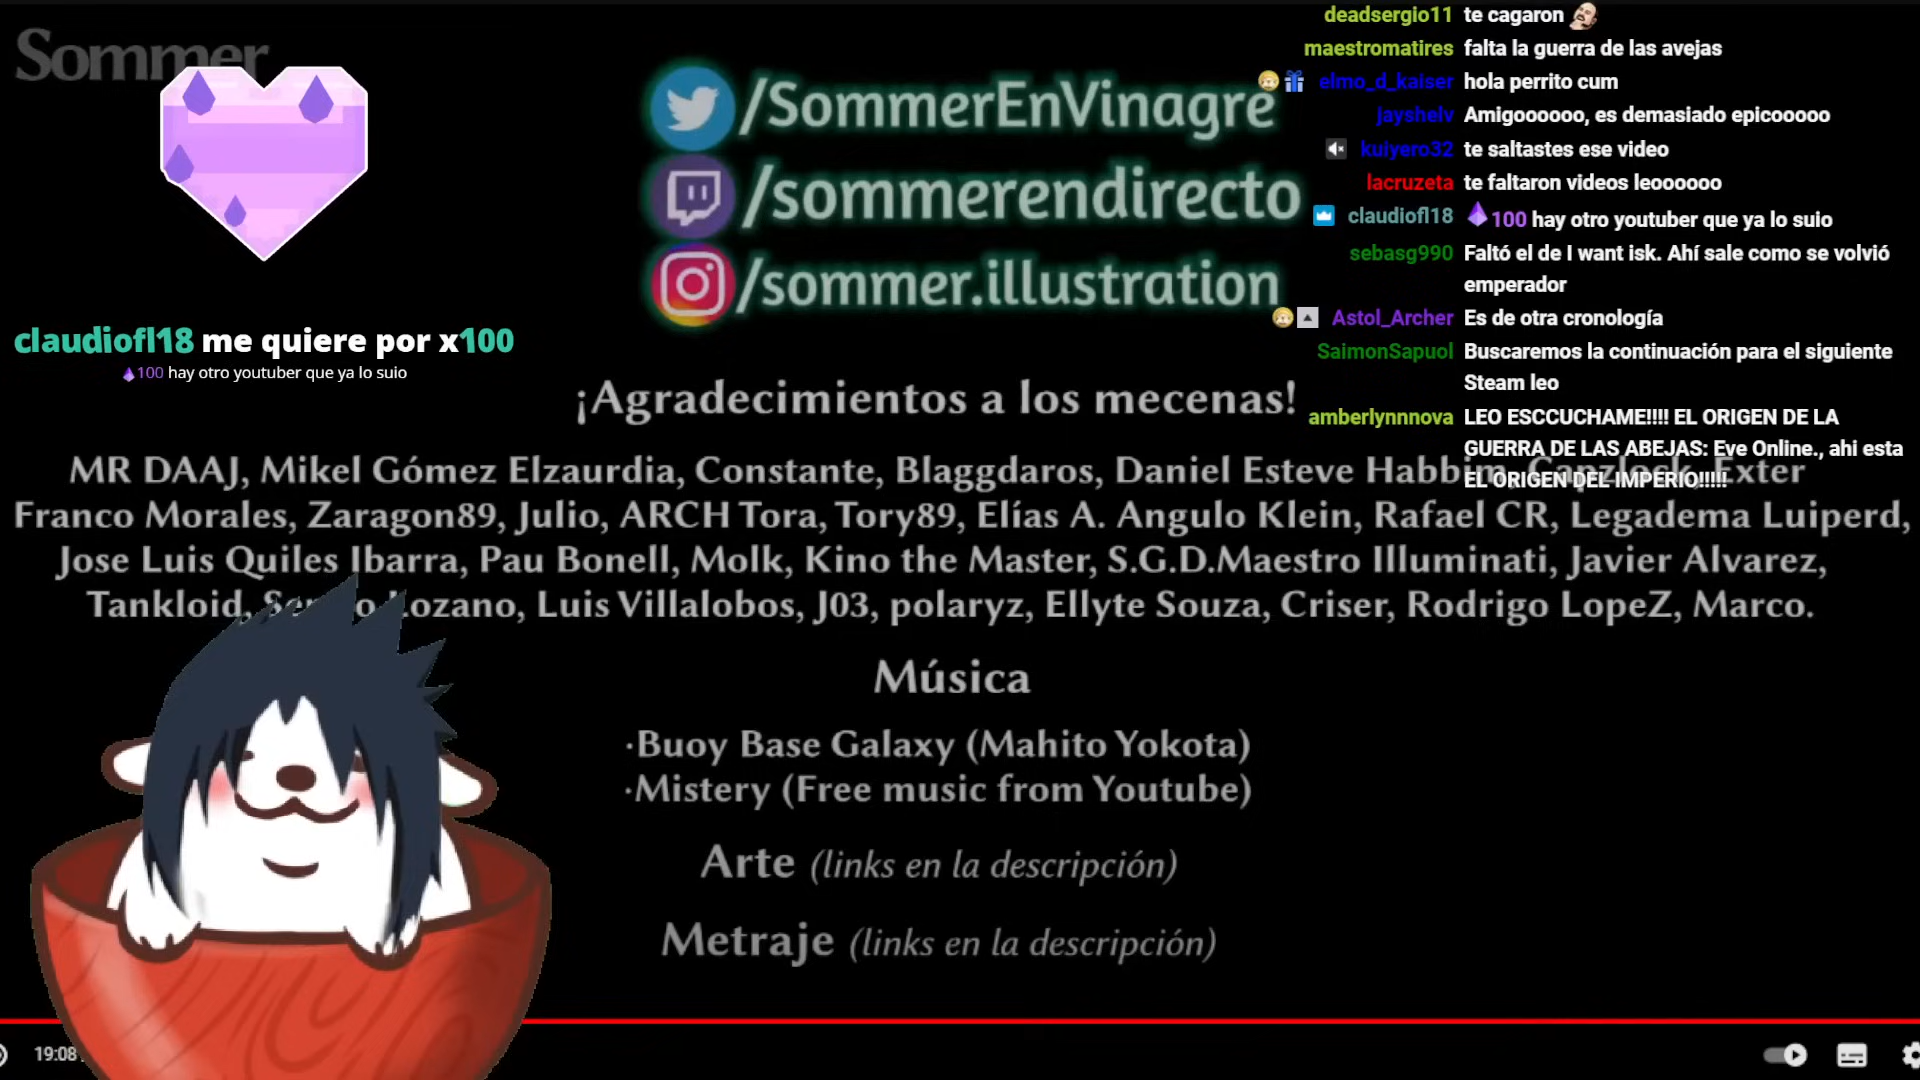 Sommer
/SommerEnVinagre
/sommerendirecto
/sommer.illustration
claudiofl18 me quiere por x100
100 hay otro youtuber que ya lo suio
¡Agradecimientos a los mecenas!
MR DAAJ, Mikel Gómez Elzaurdia, Constante, Blaggdaros, Daniel Esteve Habbim, Capzlock, Exter
Franco Morales, Zaragon89, Julio, ARCH Tora, Tory89, Elías A. Angulo Klein, Rafael CR, Legadema Luiperd,
Jose Luis Quiles Ibarra, Pau Bonell, Molk, Kino the Master, S.G.D.Maestro Illuminati, Javier Alvarez,
Tankloid, Lozano, Luis Villalobos, J03, polaryz, Ellyte Souza, Criser, Rodrigo LopeZ, Marco.
Música
·Buoy Base Galaxy (Mahito Yokota)
·Mistery (Free music from Youtube)
Arte (links en la descripción)
Metraje (links en la descripción)
19:08
deadsergio11 te cagaron
maestromatires falta la guerra de las avejas
elmo_d_kaiser hola perrito cum
jayshelv Amigoooooo, es demasiado epicooooo
kuiyero32 te saltastes ese video
lacruzeta te faltaron videos leoooooo
claudiofl18 100 hay otro youtuber que ya lo suio
sebasg990 Faltó el de I want isk. Ahí sale como se volvió
emperador
Astol_Archer Es de otra cronología
SaimonSapuol Buscaremos la continuación para el siguiente
Steam leo
amberlynnnova LEO ESCCUCHAME!!!! EL ORIGEN DE LA
GUERRA DE LAS ABEJAS: Eve Online., ahi esta
EL ORIGEN DEL IMPERIO!!!!!